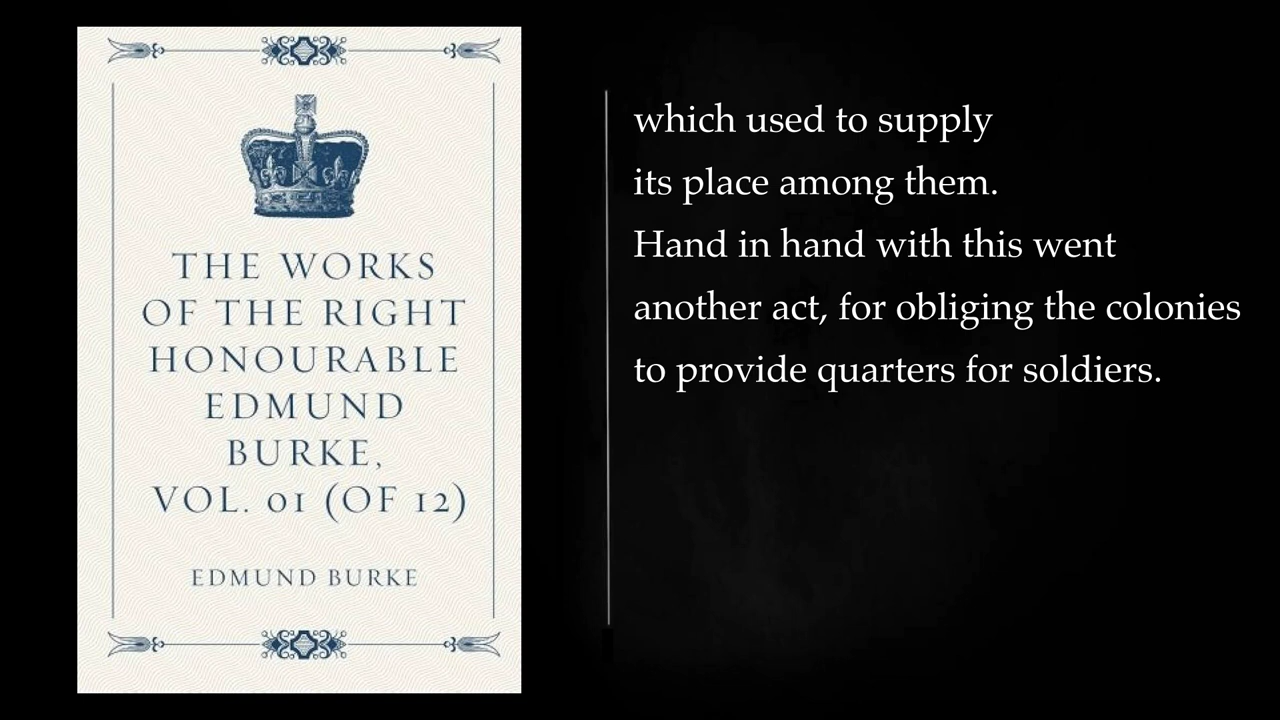 THE WORKS
OF THE RIGHT
HONOURABLE
EDMUND
BURKE,
VOL. 01 (OF 12)
EDMUND BURKE
which used to supply
its place among them.
Hand in hand with this went
another act, for obliging the colonies
to provide quarters for soldiers.